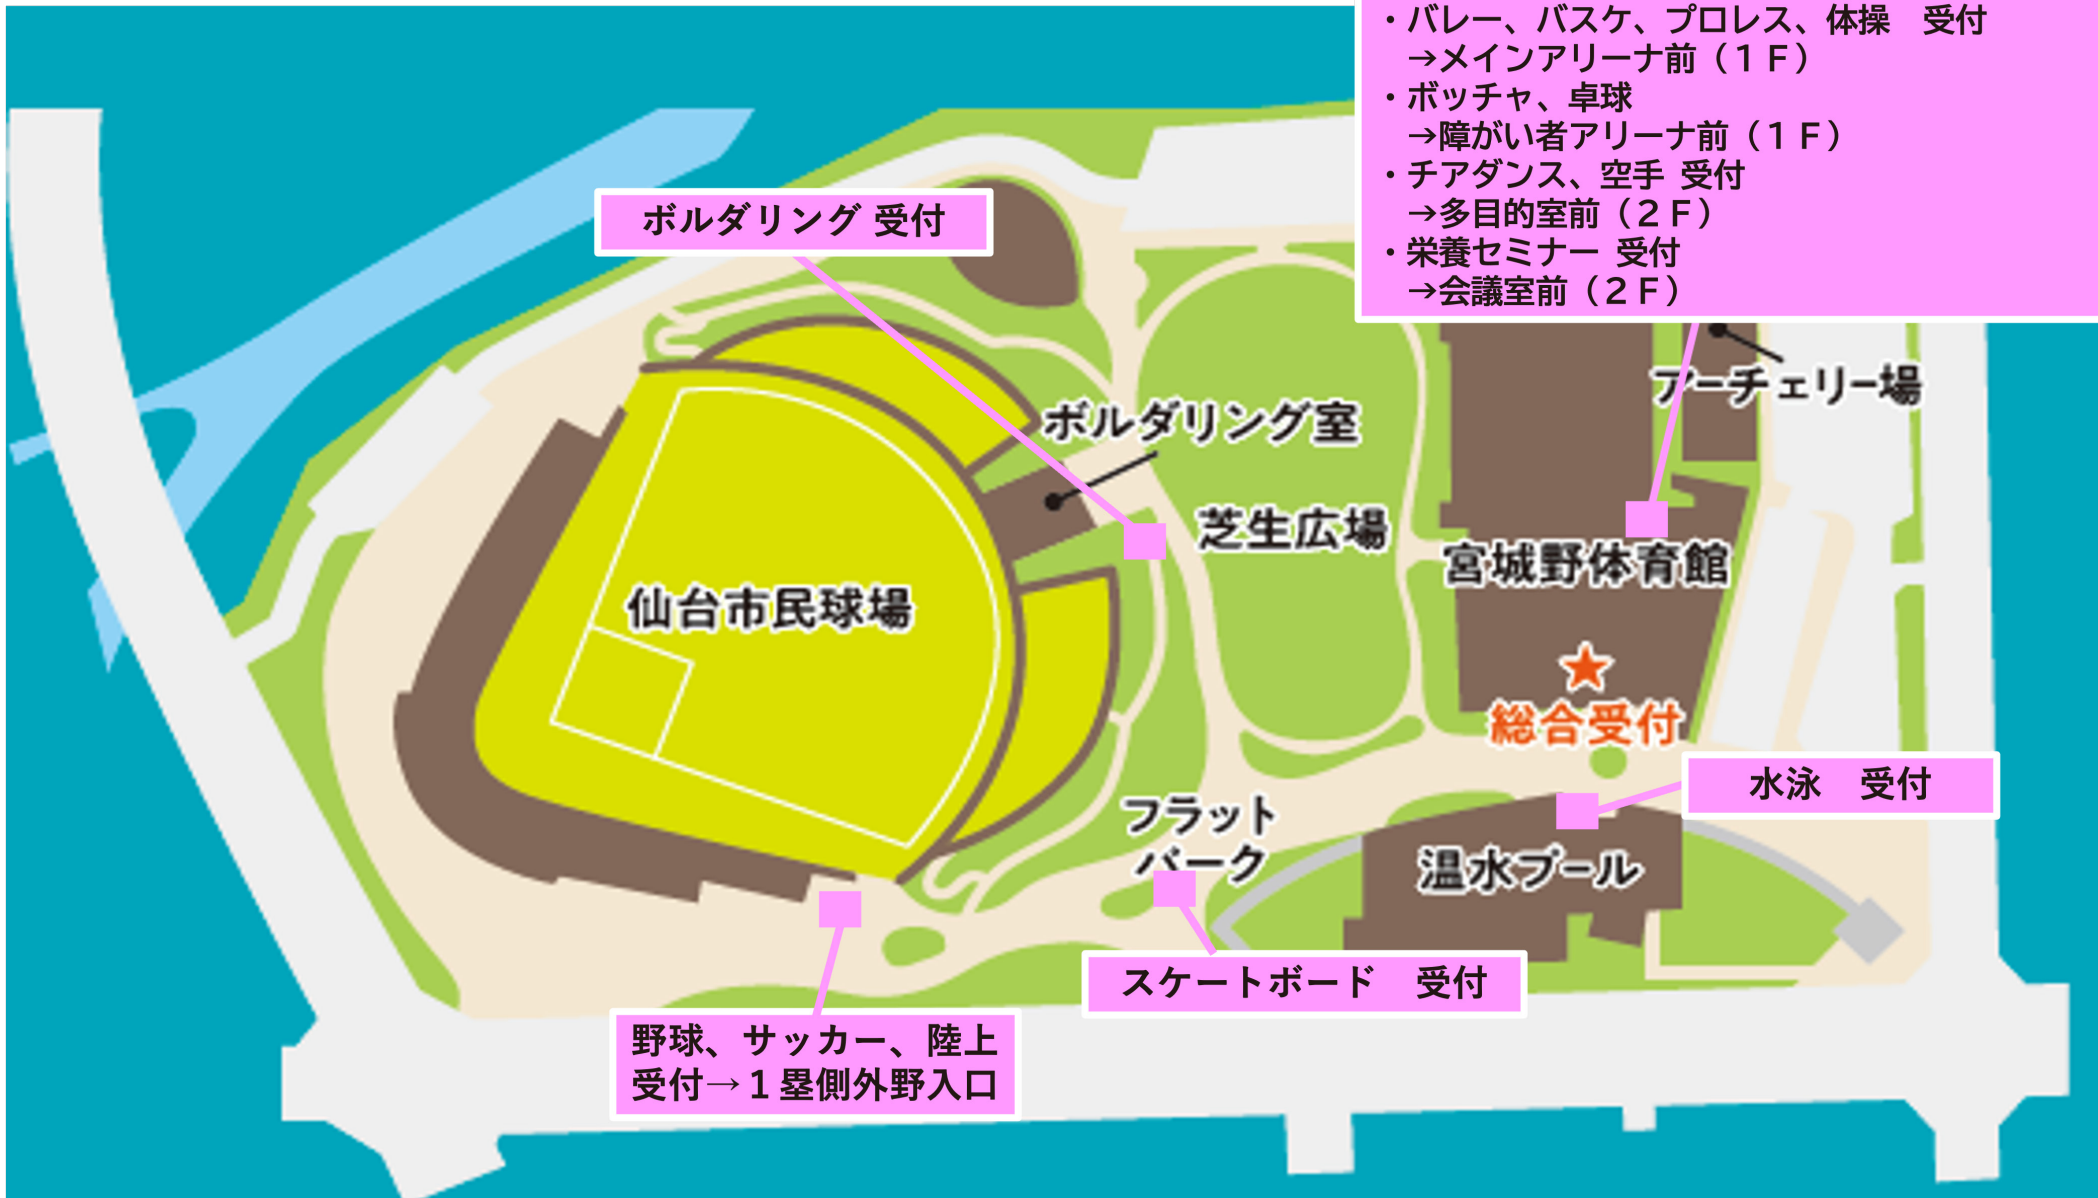 ・バレー、バスケ、プロレス、体操　受付
→メインアリーナ前（１Ｆ）
・ボッチャ、卓球
→障がい者アリーナ前（１Ｆ）
・チアダンス、空手 受付
→多目的室前（２Ｆ）
・栄養セミナー 受付
→会議室前（２Ｆ）
ボルダリング 受付
アーチェリー場
ボルダリング室
芝生広場
宮城野体育館
仙台市民球場
★
総合受付
水泳　受付
フラット
パーク
温水プール
スケートボード　受付
野球、サッカー、陸上
受付→１塁側外野入口